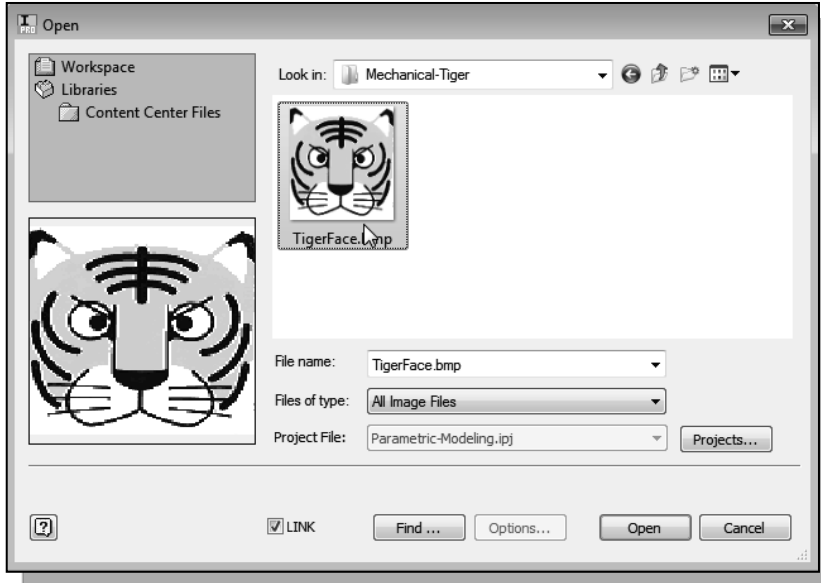 I PRO Open
Workspace
Libraries
Content Center Files
Look in: Mechanical-Tiger
TigerFace.bmp
File name: TigerFace.bmp
Files of type: All Image Files
Project File: Parametric-Modeling.ipj Projects...
? LINK Find ... Options... Open Cancel